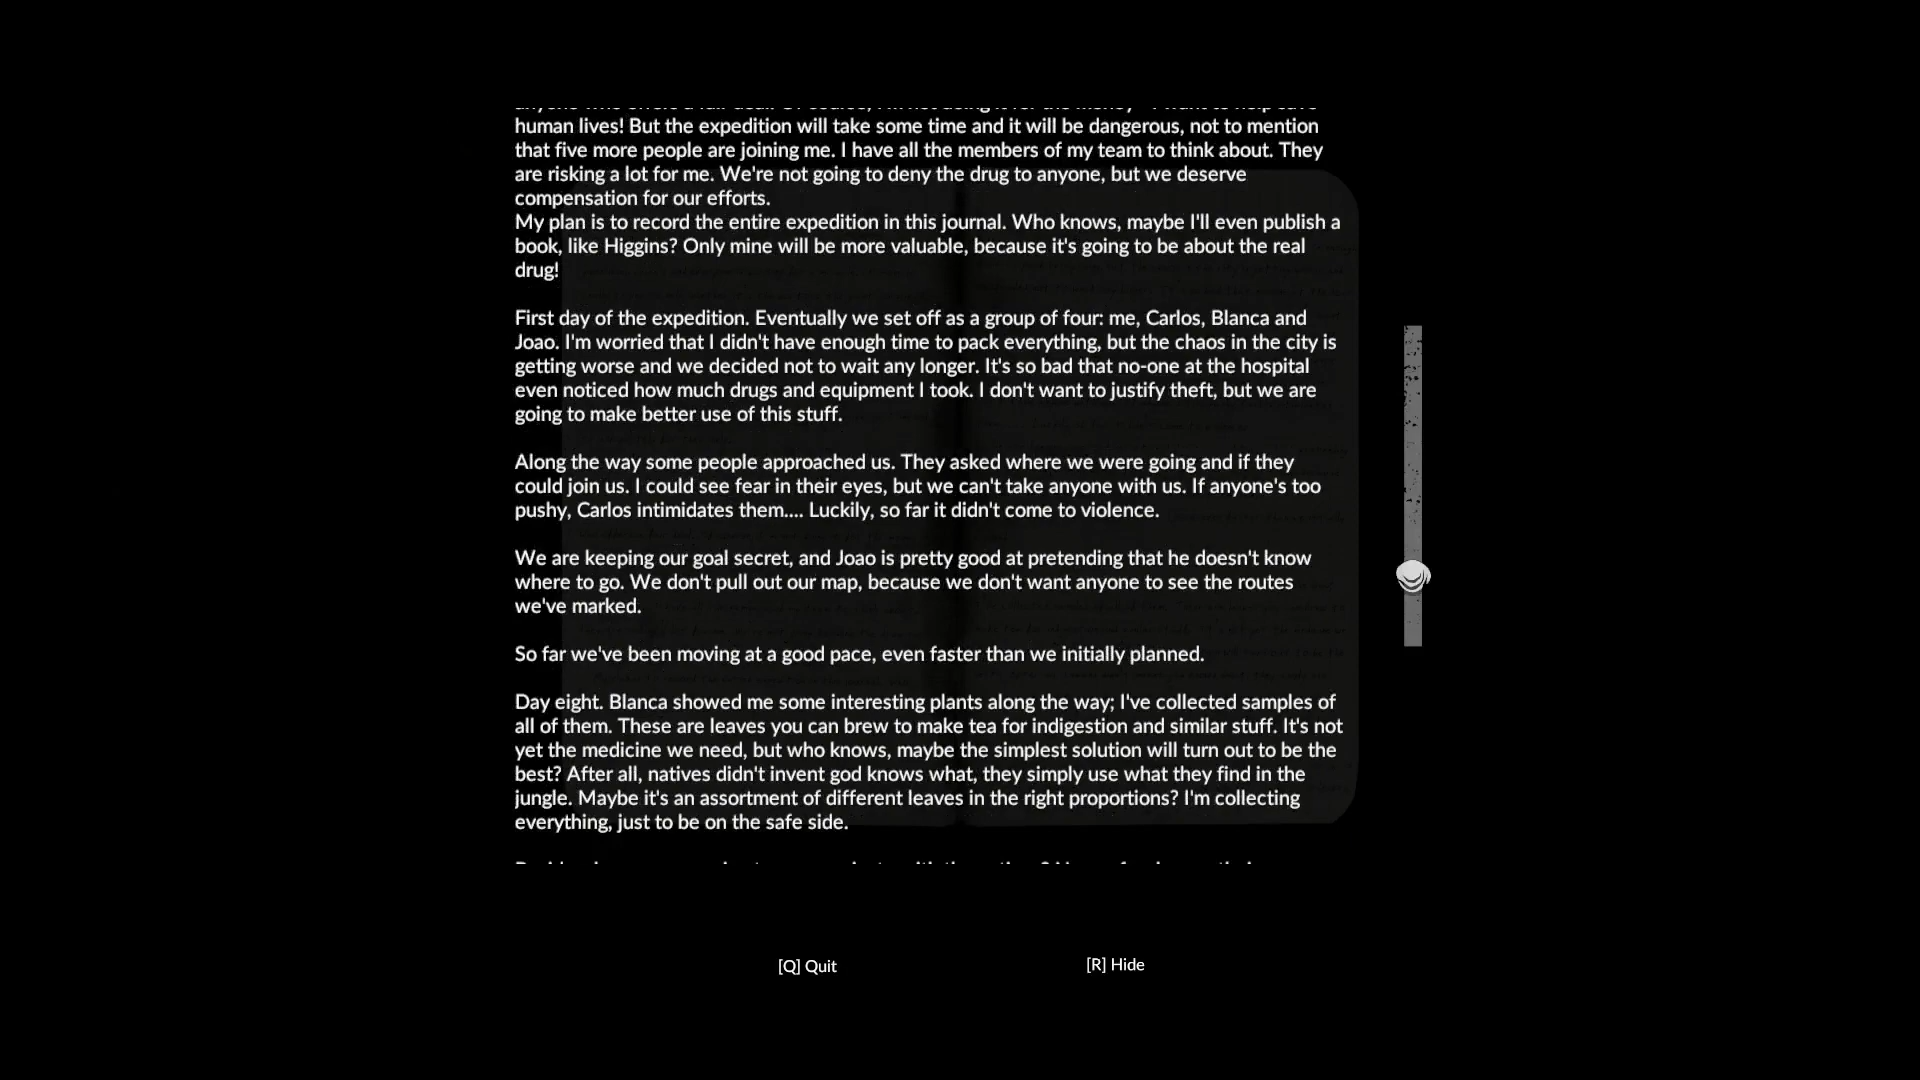 human lives! But the expedition will take some time and it will be dangerous, not to mention
that five more people are joining me. I have all the members of my team to think about. They
are risking a lot for me. We're not going to deny the drug to anyone, but we deserve
compensation for our efforts.
My plan is to record the entire expedition in this journal. Who knows, maybe I'll even publish a
book, like Higgins? Only mine will be more valuable, because it's going to be about the real
drug!
First day of the expedition. Eventually we set off as a group of four: me, Carlos, Blanca and
Joao. I'm worried that I didn't have enough time to pack everything, but the chaos in the city is
getting worse and we decided not to wait any longer. It's so bad that no-one at the hospital
even noticed how much drugs and equipment I took. I don't want to justify theft, but we are
going to make better use of this stuff.
Along the way some people approached us. They asked where we were going and if they
could join us. I could see fear in their eyes, but we can't take anyone with us. If anyone's too
pushy, Carlos intimidates them.... Luckily, so far it didn't come to violence.
We are keeping our goal secret, and Joao is pretty good at pretending that he doesn't know
where to go. We don't pull out our map, because we don't want anyone to see the routes
we've marked.
So far we've been moving at a good pace, even faster than we initially planned.
Day eight. Blanca showed me some interesting plants along the way; I've collected samples of
all of them. These are leaves you can brew to make tea for indigestion and similar stuff. It's not
yet the medicine we need, but who knows, maybe the simplest solution will turn out to be the
best? After all, natives didn't invent god knows what, they simply use what they find in the
jungle. Maybe it's an assortment of different leaves in the right proportions? I'm collecting
everything, just to be on the safe side.
[Q] Quit
[R] Hide